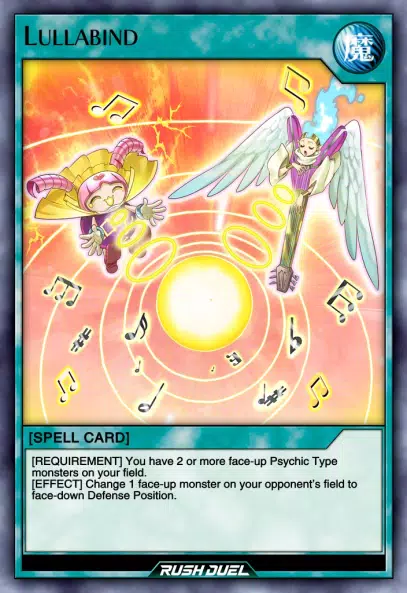 LULLABIND
魔
[SPELL CARD]
[REQUIREMENT] You have 2 or more face-up Psychic Type
monsters on your field.
[EFFECT] Change 1 face-up monster on your opponent's field to
face-down Defense Position.
RUSH DUEL